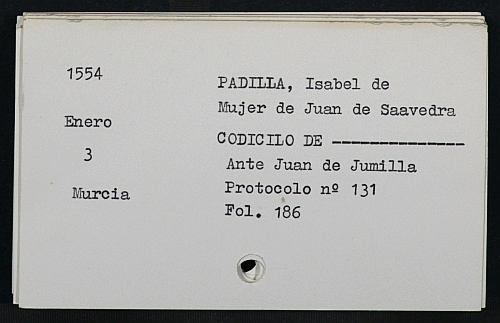 1554
Enero
3
Murcia
PADILLA, Isabel de
Mujer de Juan de Saavedra
CODICILO DE --------------
Ante Juan de Jumilla
Protocolo nº 131
Fol. 186